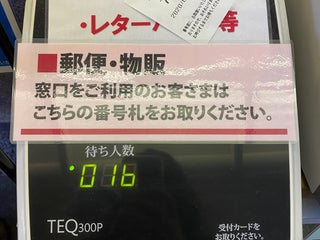 ・レター
等
2020/
■郵便・物販
窓口をご利用のお客さまは
こちらの番号札をお取りください。
待ち人数
016
TEQ300P
受付カードを
お取りください。